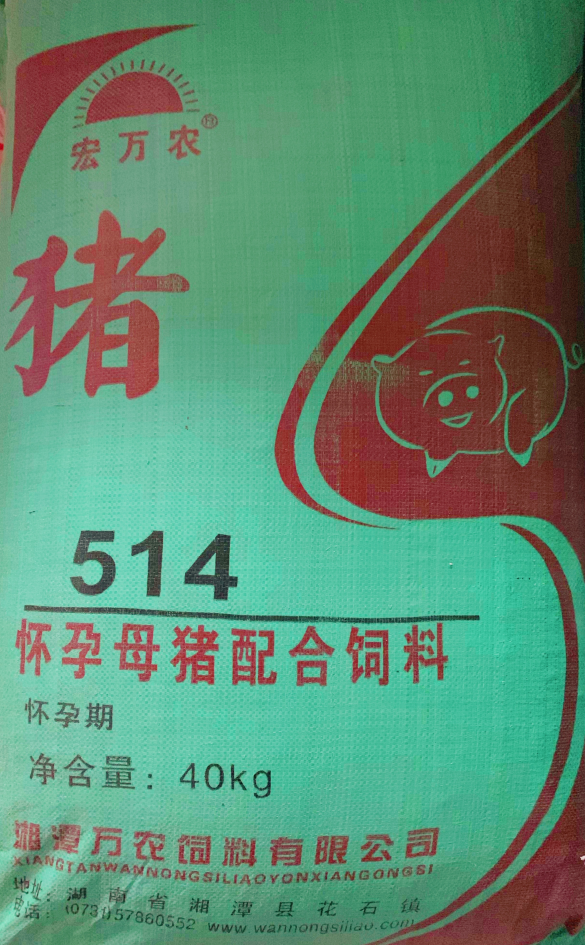 宏万农®
猪
514
怀孕母猪配合饲料
怀孕期
净含量：40kg
湘潭万农饲料有限公司
XIANGTANWANNONGSILIAOYONXIANGONGSI
地址：湖南省湘潭县花石镇
电话：(0731)57860552 www.wannongsiliao.com